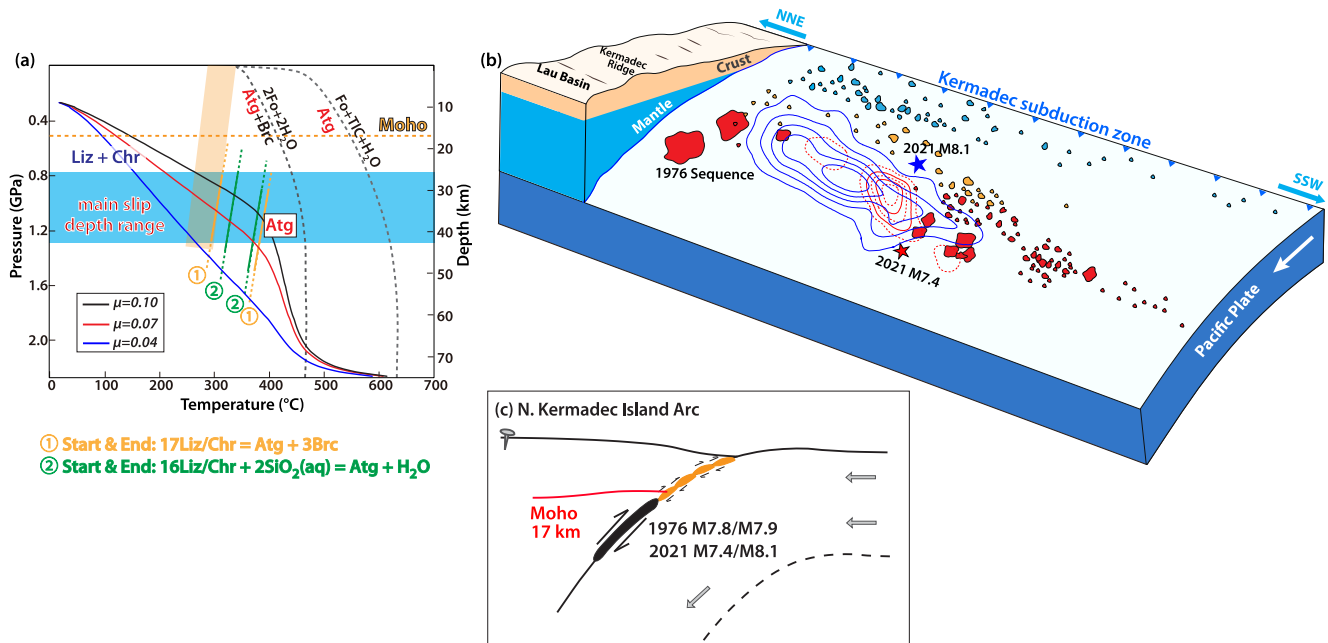 (a)
0.4
0.8
1.2
1.6
2.0
Pressure (GPa)
0
100
200
300
400
500
600
700
Temperature (°C)
10
20
30
40
50
60
70
Depth (km)
Moho
Liz + Chr
main slip
depth range
Atg
Atg+Brc
2Fo+2H₂O
Atg
Fo+Tlc+H₂O
1
2
2
1
μ=0.10
μ=0.07
μ=0.04
① Start & End: 17Liz/Chr = Atg + 3Brc
② Start & End: 16Liz/Chr + 2SiO₂(aq) = Atg + H₂O
(b)
NNE
Lau Basin
Kermadec
Ridge
Crust
Mantle
Kermadec subduction zone
1976 Sequence
2021 M8.1
2021 M7.4
SSW
Pacific Plate
(c) N. Kermadec Island Arc
Moho
17 km
1976 M7.8/M7.9
2021 M7.4/M8.1